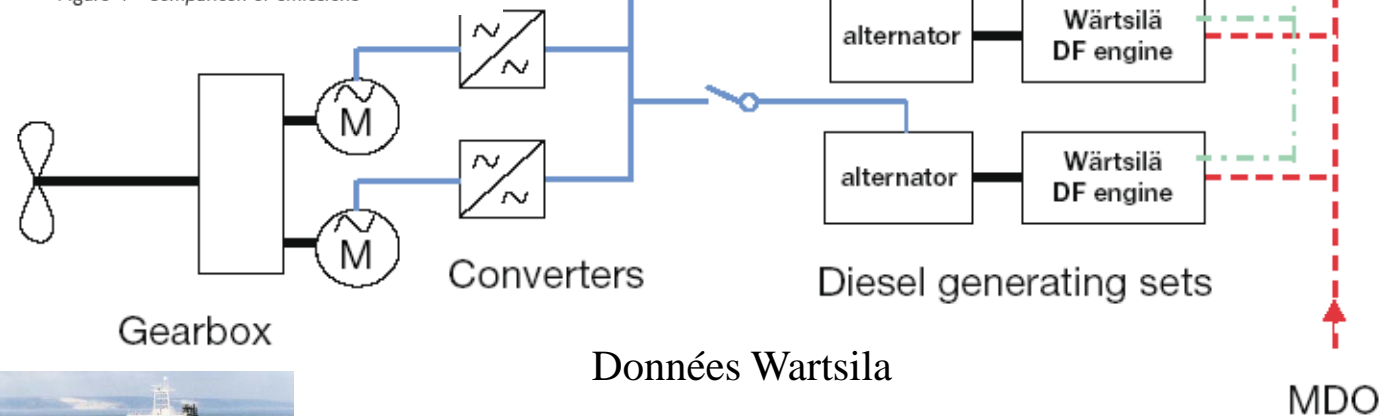 Wärtsilä
DF engine
alternator
M
Wärtsilä
DF engine
alternator
M
Converters
Diesel generating sets
Gearbox
Données Wartsila
MDO